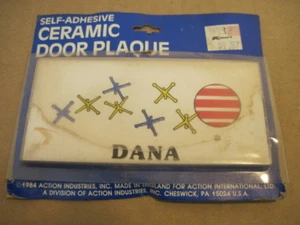 SELF-ADHESIVE
CERAMIC
DOOR PLAQUE
DANA
©1984 ACTION INDUSTRIES, INC. MADE IN ENGLAND FOR ACTION INTERNATIONAL, LTD
A DIVISION OF ACTION INDUSTRIES, INC. CHESWICK, PA 15024 U.S.A.